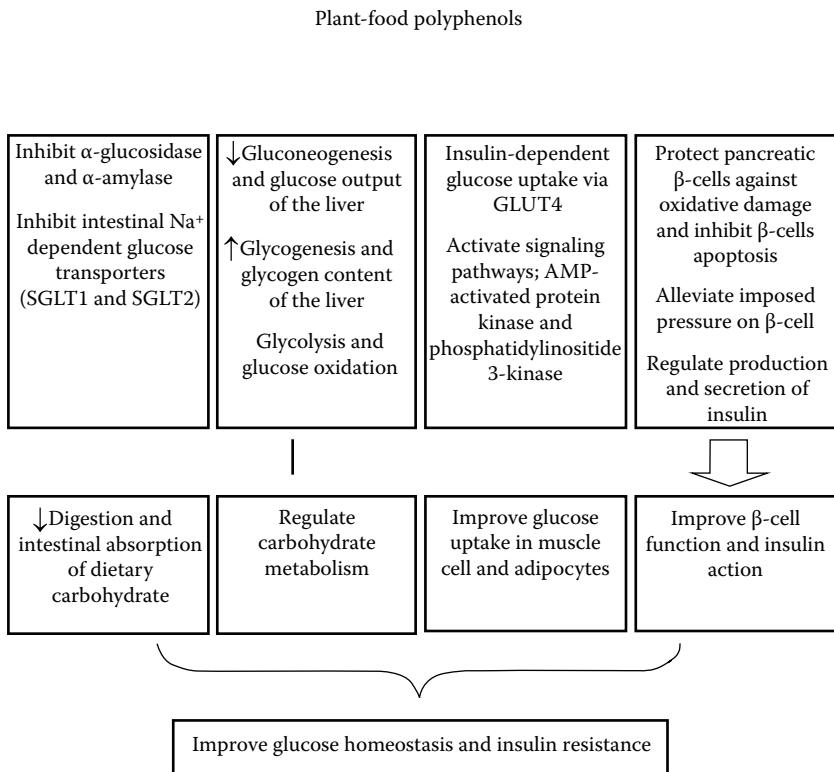 Plant-food polyphenols
Inhibit α-glucosidase
and α-amylase
Inhibit intestinal Na⁺
dependent glucose
transporters
(SGLT1 and SGLT2)
↓Gluconeogenesis
and glucose output
of the liver
↑Glycogenesis and
glycogen content
of the liver
Glycolysis and
glucose oxidation
Insulin-dependent
glucose uptake via
GLUT4
Activate signaling
pathways; AMP-
activated protein
kinase and
phosphatidylinositide
3-kinase
Protect pancreatic
β-cells against
oxidative damage
and inhibit β-cells
apoptosis
Alleviate imposed
pressure on β-cell
Regulate production
and secretion of
insulin
↓Digestion and
intestinal absorption
of dietary
carbohydrate
Regulate
carbohydrate
metabolism
Improve glucose
uptake in muscle
cell and adipocytes
Improve β-cell
function and insulin
action
Improve glucose homeostasis and insulin resistance